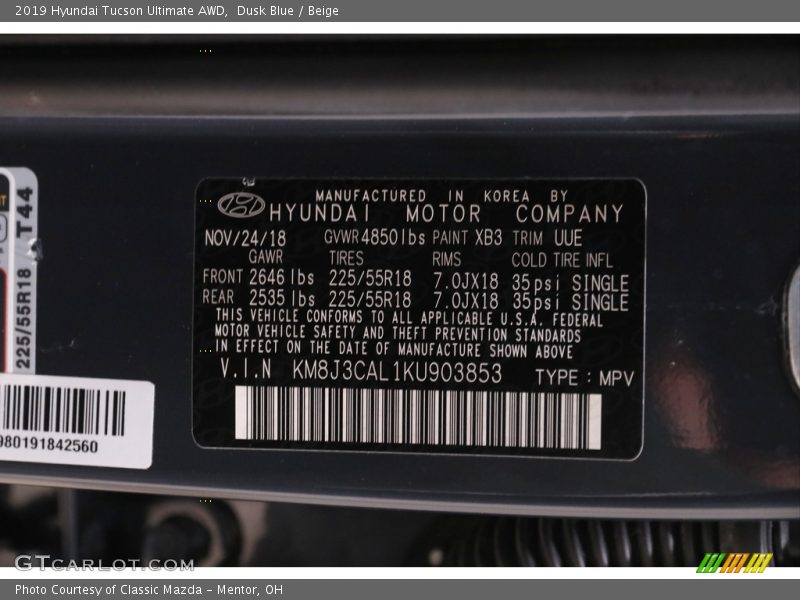 2019 Hyundai Tucson Ultimate AWD,  Dusk Blue / Beige
T44
225/55R18
980191842560
MANUFACTURED IN KOREA BY
HYUNDAI MOTOR COMPANY
NOV/24/18 GVWR 4850lbs PAINT XB3 TRIM UUE
GAWR TIRES RIMS COLD TIRE INFL
FRONT 2646 lbs 225/55R18 7.0JX18 35psi SINGLE
REAR 2535 lbs 225/55R18 7.0JX18 35psi SINGLE
THIS VEHICLE CONFORMS TO ALL APPLICABLE U.S.A. FEDERAL
MOTOR VEHICLE SAFETY AND THEFT PREVENTION STANDARDS
IN EFFECT ON THE DATE OF MANUFACTURE SHOWN ABOVE
V.I.N KM8J3CAL1KU903853 TYPE : MPV
GTCARLOT.COM
Photo Courtesy of Classic Mazda - Mentor, OH